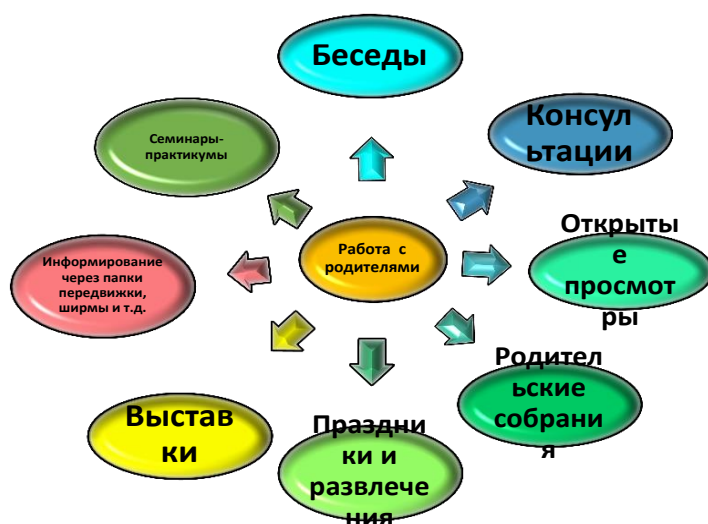 Беседы
Консул
ьтации
Открыты
е
просмот
ры
Родител
ьские
собрани
я
Праздни
ки и
развлече
ния
Выстав
ки
Информирование
через папки
передвижки,
ширмы и т.д.
Семинары-
практикумы
Работа с
родителями